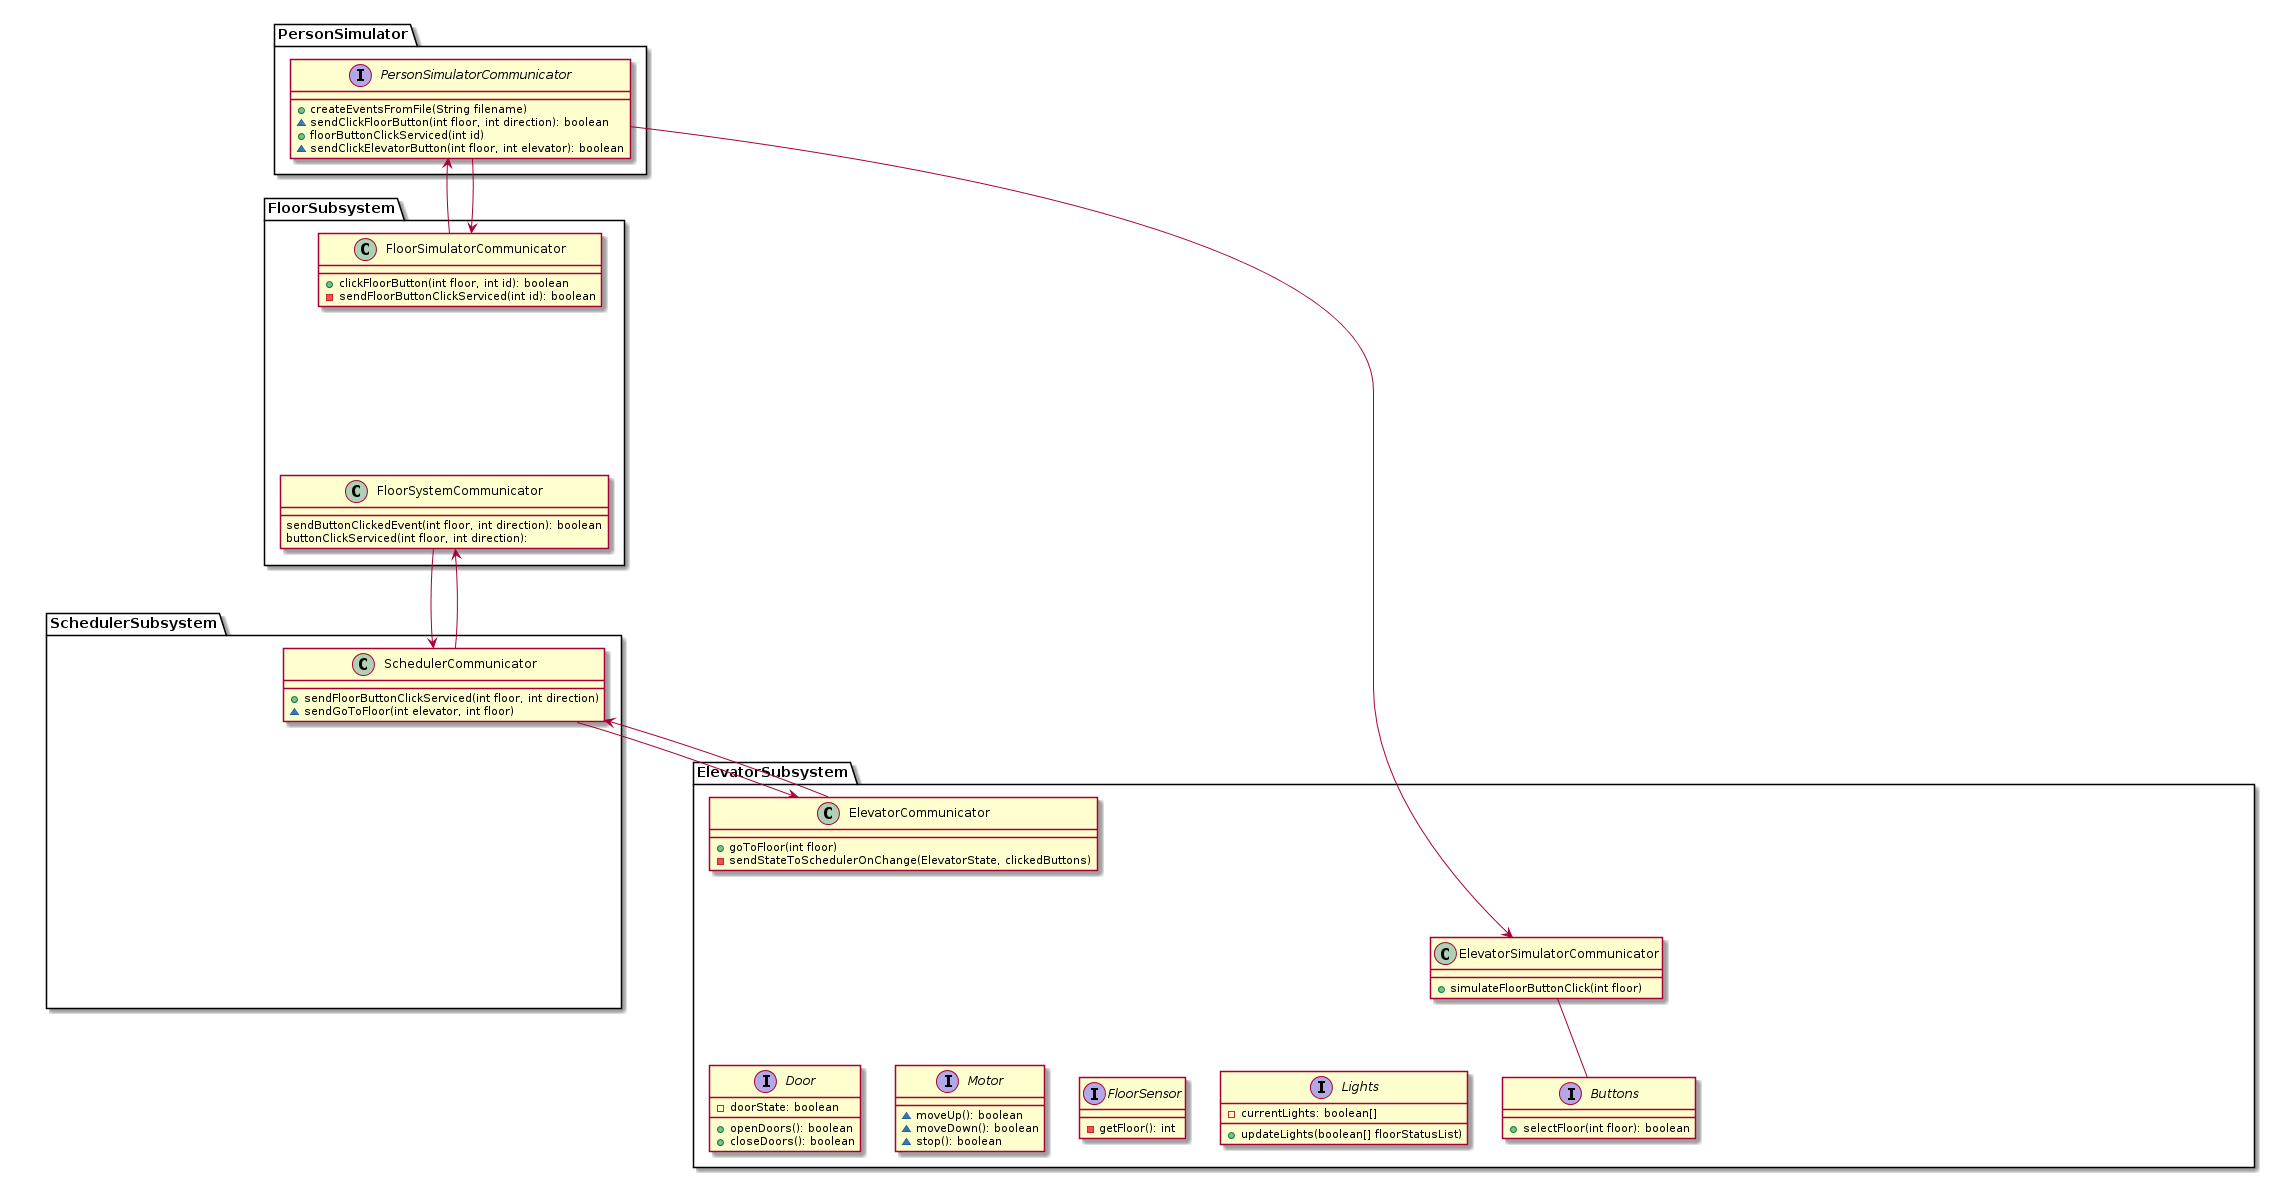 PersonSimulator
I PersonSimulatorCommunicator
createEventsFromFile(String filename)
sendClickFloorButton(int floor, int direction): boolean
floorButtonClickServiced(int id)
sendClickElevatorButton(int floor, int elevator): boolean
FloorSubsystem
C FloorSimulatorCommunicator
clickFloorButton(int floor, int id): boolean
sendFloorButtonClickServiced(int id): boolean
C FloorSystemCommunicator
sendButtonClickedEvent(int floor, int direction): boolean
buttonClickServiced(int floor, int direction):
SchedulerSubsystem
C SchedulerCommunicator
sendFloorButtonClickServiced(int floor, int direction)
sendGoToFloor(int elevator, int floor)
ElevatorSubsystem
C ElevatorCommunicator
goToFloor(int floor)
sendStateToSchedulerOnChange(ElevatorState, clickedButtons)
C ElevatorSimulatorCommunicator
simulateFloorButtonClick(int floor)
I Door
doorState: boolean
openDoors(): boolean
closeDoors(): boolean
I Motor
moveUp(): boolean
moveDown(): boolean
stop(): boolean
I FloorSensor
getFloor(): int
I Lights
currentLights: boolean[]
updateLights(boolean[] floorStatusList)
I Buttons
selectFloor(int floor): boolean